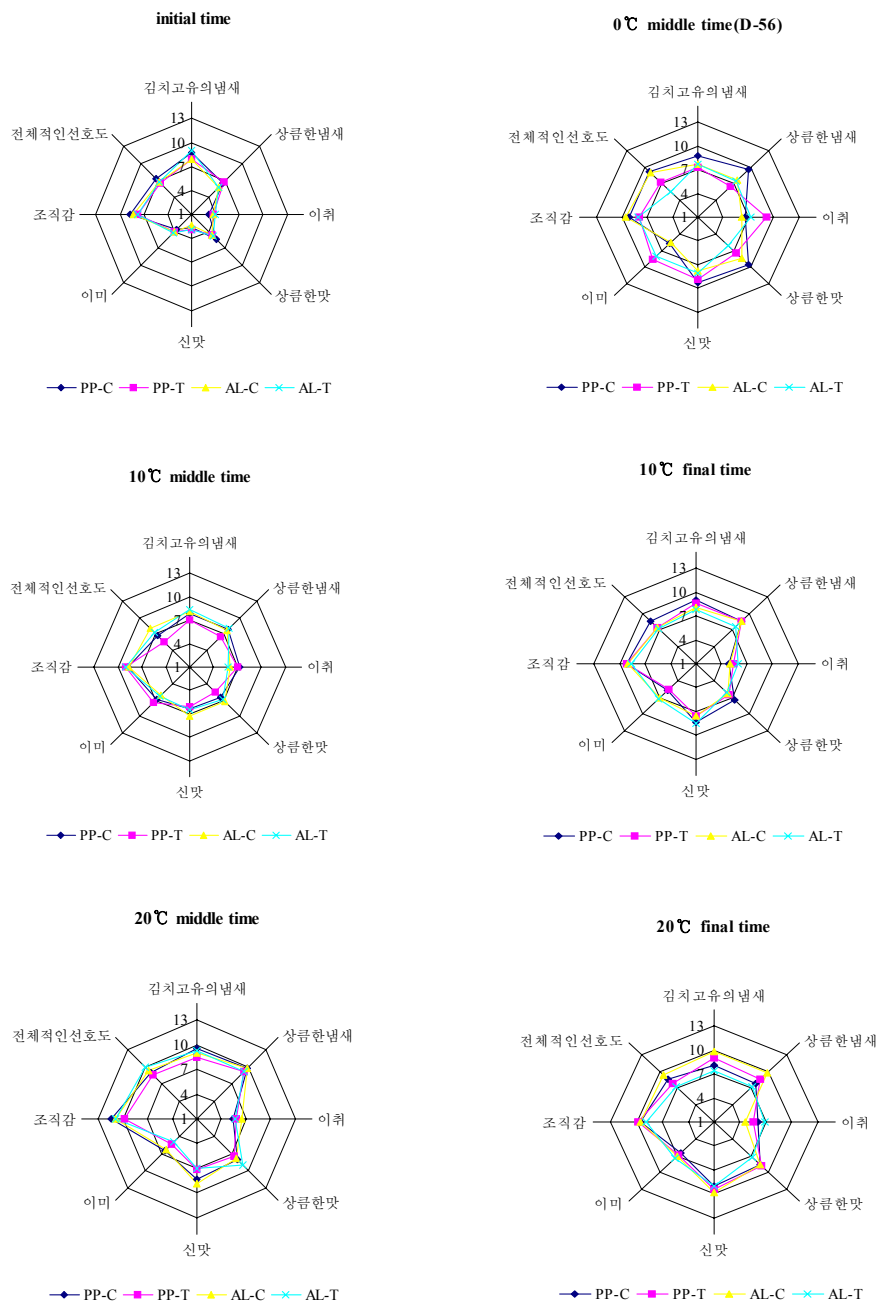 initial time
김치고유의냄새
13
전체적인선호도
상큼한냄새
10
7
4
조직감
1
이취
이미
상큼한맛
신맛
PP-C PP-T AL-C AL-T
0℃ middle time(D-56)
김치고유의냄새
13
전체적인선호도
상큼한냄새
10
7
4
조직감
1
이취
이미
상큼한맛
신맛
PP-C PP-T AL-C AL-T
10℃ middle time
김치고유의냄새
13
전체적인선호도
상큼한냄새
10
7
4
조직감
1
이취
이미
상큼한맛
신맛
PP-C PP-T AL-C AL-T
10℃ final time
김치고유의냄새
13
전체적인선호도
상큼한냄새
10
7
4
조직감
1
이취
이미
상큼한맛
신맛
PP-C PP-T AL-C AL-T
20℃ middle time
김치고유의냄새
13
전체적인선호도
상큼한냄새
10
7
4
조직감
1
이취
이미
상큼한맛
신맛
PP-C PP-T AL-C AL-T
20℃ final time
김치고유의냄새
13
전체적인선호도
상큼한냄새
10
7
4
조직감
1
이취
이미
상큼한맛
신맛
PP-C PP-T AL-C AL-T